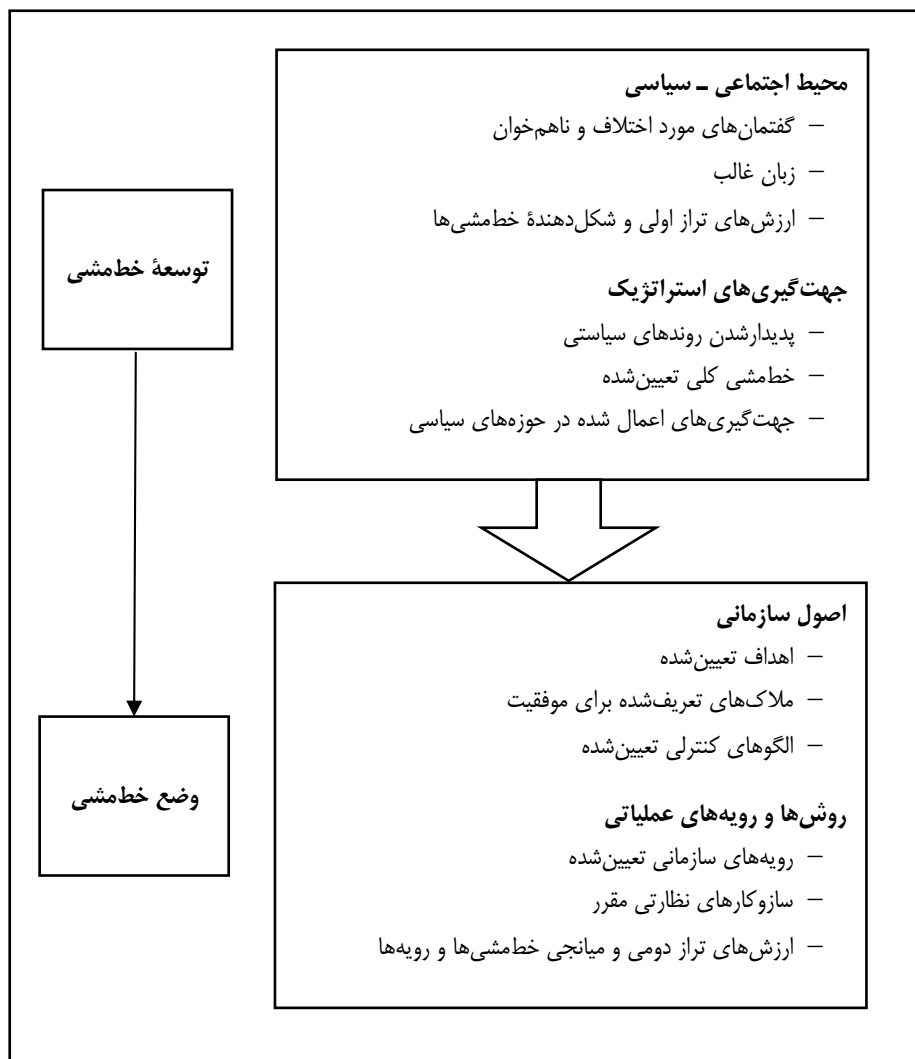 محیط اجتماعی ـ سیاسی
– گفتمان‌های مورد اختلاف و ناهم‌خوان
– زبان غالب
– ارزش‌های تراز اولی و شکل‌دهندۀ خط‌مشی‌ها
جهت‌گیری‌های استراتژیک
– پدیدارشدن روندهای سیاستی
– خط‌مشی کلی تعیین‌شده
– جهت‌گیری‌های اعمال شده در حوزه‌های سیاسی
توسعۀ خط‌مشی
اصول سازمانی
– اهداف تعیین‌شده
– ملاک‌های تعریف‌شده برای موفقیت
– الگوهای کنترلی تعیین‌شده
روش‌ها و رویه‌های عملیاتی
– رویه‌های سازمانی تعیین‌شده
– سازوکارهای نظارتی مقرر
– ارزش‌های تراز دومی و میانجی خط‌مشی‌ها و رویه‌ها
وضع خط‌مشی